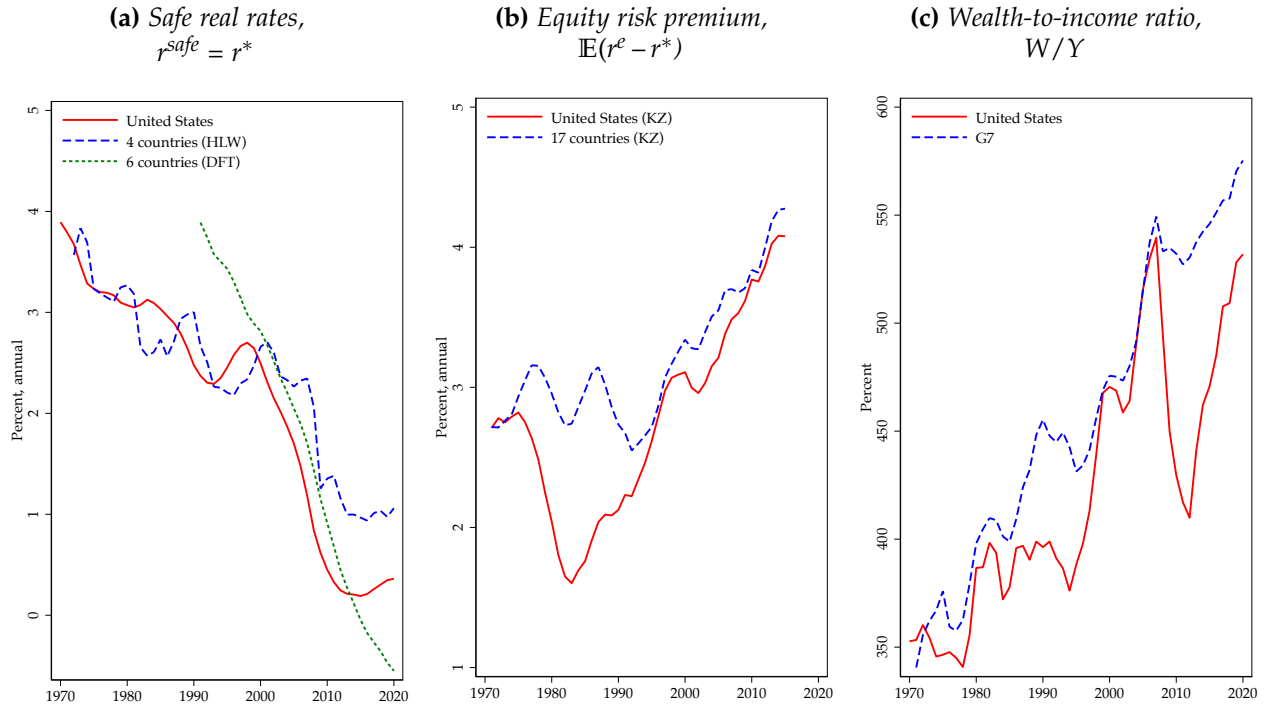 (a) Safe real rates,
r^safe = r*
Percent, annual
5
4
3
2
1
0
United States
4 countries (HLW)
6 countries (DFT)
1970 1980 1990 2000 2010 2020
(b) Equity risk premium,
𝔼(r^e – r*)
Percent, annual
5
4
3
2
1
United States (KZ)
17 countries (KZ)
1970 1980 1990 2000 2010 2020
(c) Wealth-to-income ratio,
W/Y
Percent
600
550
500
450
400
350
United States
G7
1970 1980 1990 2000 2010 2020